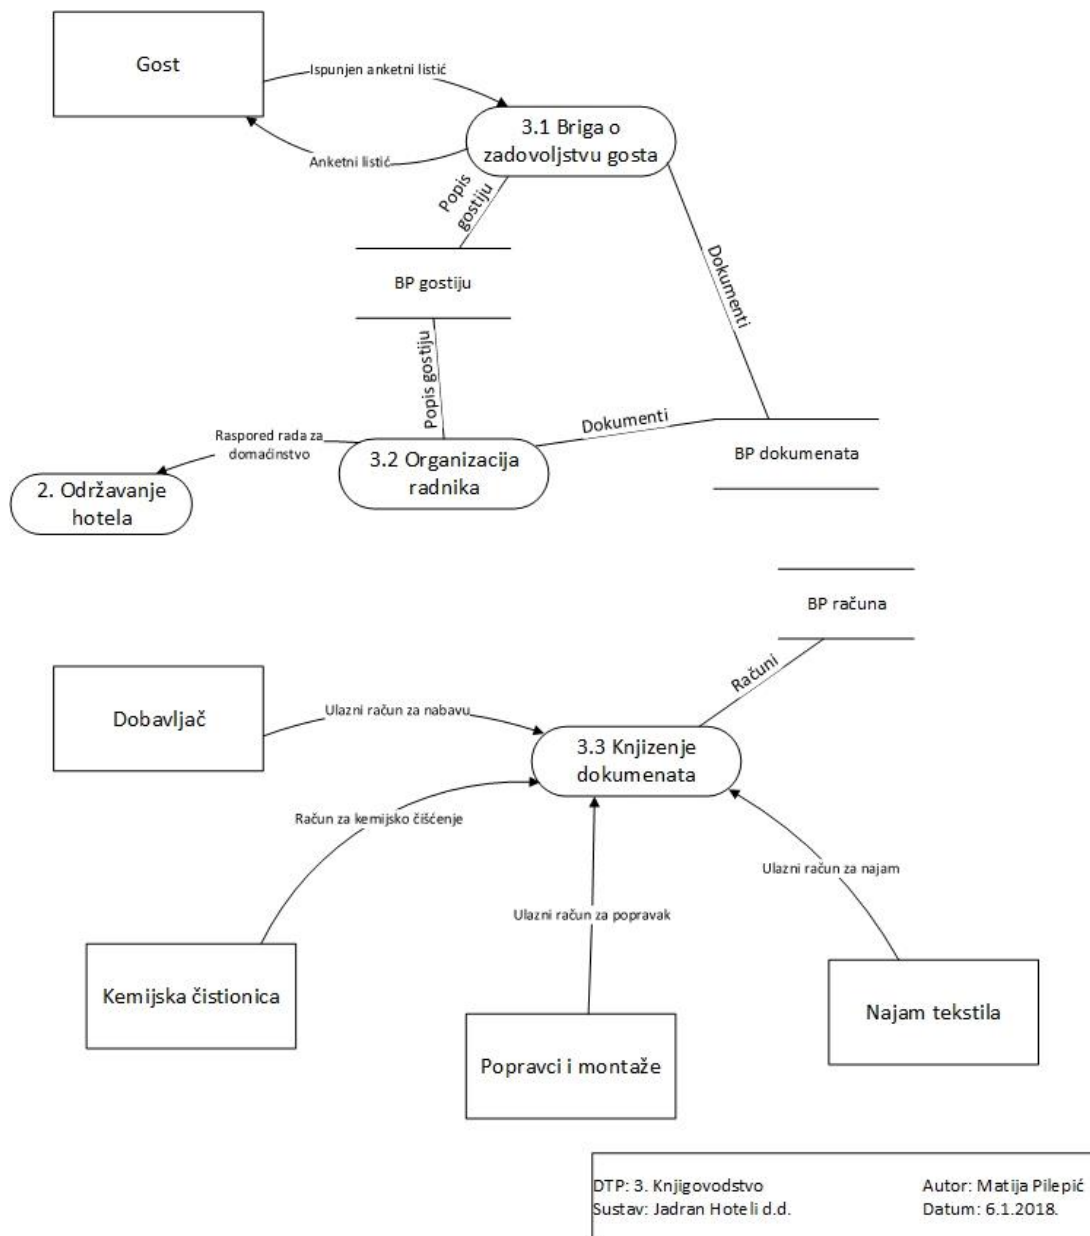 Gost
Ispunjen anketni listić
3.1 Briga o
zadovoljstvu gosta
Anketni listić
Popis
gostiju
Dokumenti
BP gostiju
Popis gostiju
Dokumenti
Raspored rada za
domaćinstvo
3.2 Organizacija
radnika
BP dokumenata
2. Održavanje
hotela
BP računa
Računi
Dobavljač
Ulazni račun za nabavu
3.3 Knjizenje
dokumenata
Račun za kemijsko čišćenje
Ulazni račun za najam
Ulazni račun za popravak
Kemijska čistionica
Najam tekstila
Popravci i montaže
DTP: 3. Knjigovodstvo
Sustav: Jadran Hoteli d.d.
Autor: Matija Pilepić
Datum: 6.1.2018.